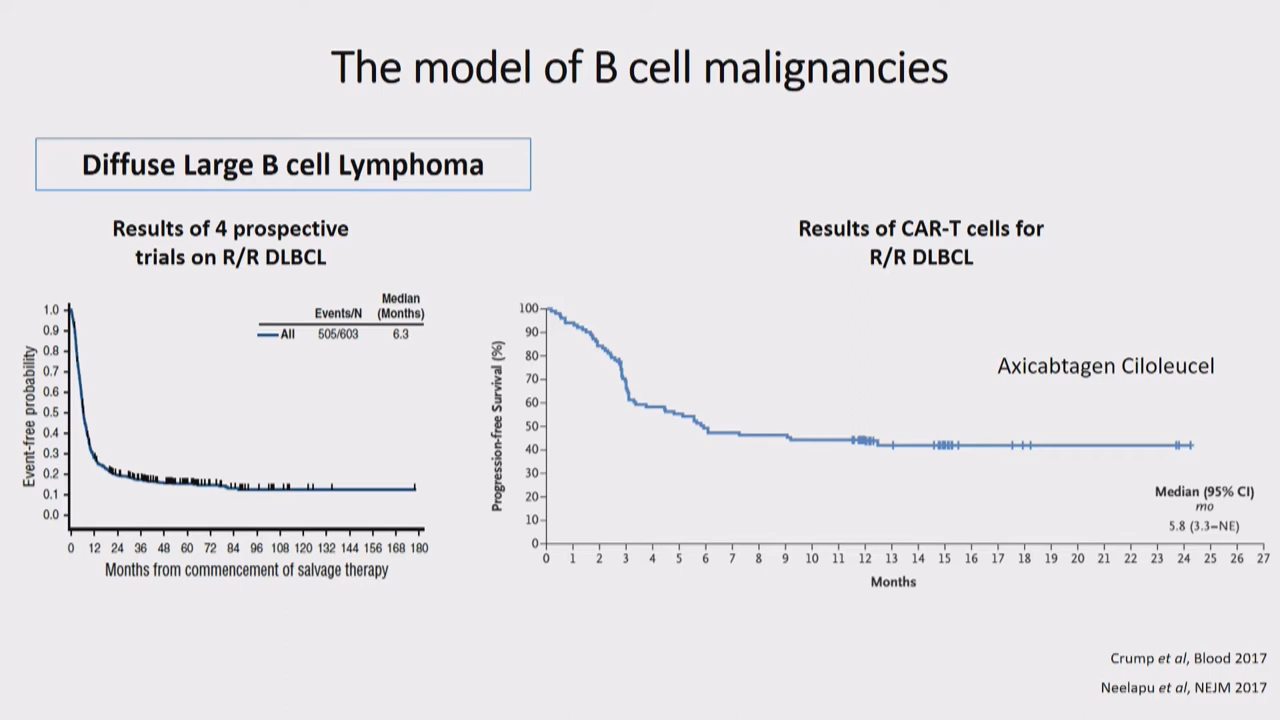 The model of B cell malignancies
Diffuse Large B cell Lymphoma
Results of 4 prospective
trials on R/R DLBCL
Median
Events/N (Months)
All 505/603 6.3
1.0
0.9
0.8
0.7
0.6
0.5
0.4
0.3
0.2
0.1
0.0
Event-free probability
0 12 24 36 48 60 72 84 96 108 120 132 144 156 168 180
Months from commencement of salvage therapy
Results of CAR-T cells for
R/R DLBCL
100
90
80
70
60
50
40
30
20
10
0
Progression-free Survival (%)
Axicabtagen Ciloleucel
Median (95% CI)
mo
5.8 (3.3–NE)
0 1 2 3 4 5 6 7 8 9 10 11 12 13 14 15 16 17 18 19 20 21 22 23 24 25 26 27
Months
Crump et al, Blood 2017
Neelapu et al, NEJM 2017